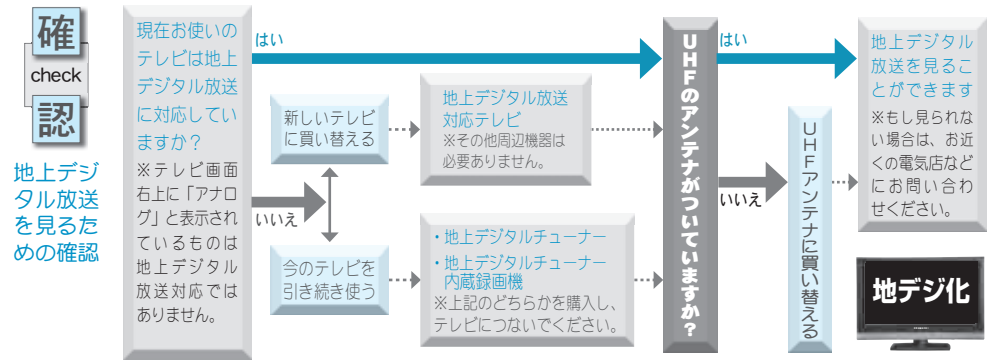 確
check
認
地上デジ
タル放送
を見るた
めの確認
現在お使いの
テレビは地上
デジタル放送
に対応してい
ますか？
※テレビ画面
右上に「アナロ
グ」と表示され
ているものは
地上デジタル
放送対応では
ありません。
はい
いいえ
新しいテレビ
に買い替える
今のテレビを
引き続き使う
地上デジタル放送
対応テレビ
※その他周辺機器は
必要ありません。
・地上デジタルチューナー
・地上デジタルチューナー
内蔵録画機
※上記のどちらかを購入し、
テレビにつないでください。
UHFのアンテナがついていますか？
はい
いいえ
UHFアンテナに買い替える
地上デジタル
放送を見るこ
とができます
※もし見られな
い場合は、お近
くの電気店など
にお問い合わ
せください。
地デジ化